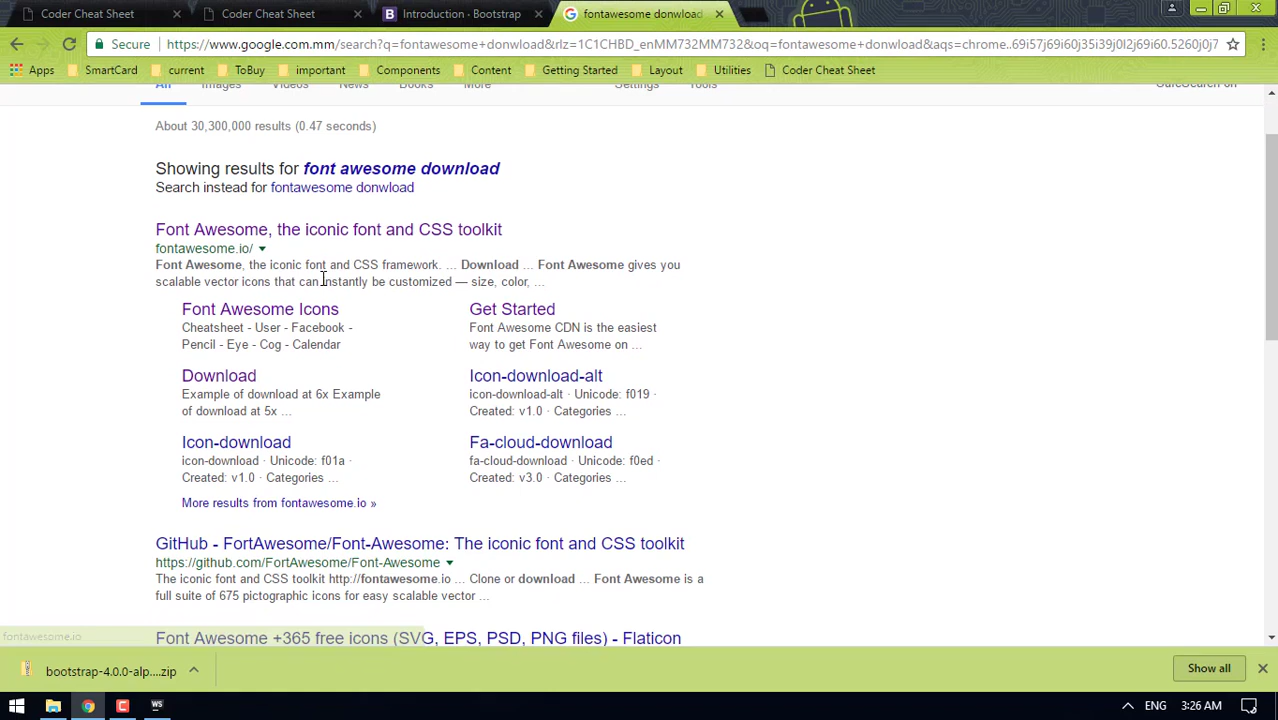 Coder Cheat Sheet
Coder Cheat Sheet
Introduction - Bootstrap
fontawesome donwload
Secure
https://www.google.com.mm/search?q=fontawesome+donwload&rlz=1C1CHBD_enMM732MM732&oq=fontawesome+donwload&aqs=chrome..69i57j69i60j35i39j0l2j69i60.5260j0j7
Apps SmartCard current ToBuy important Components Content Getting Started Layout Utilities Coder Cheat Sheet
All Images Videos News Books More Settings Tools SafeSearch on
About 30,300,000 results (0.47 seconds)
Showing results for font awesome download
Search instead for fontawesome donwload
Font Awesome, the iconic font and CSS toolkit
fontawesome.io/
Font Awesome, the iconic font and CSS framework. ... Download ... Font Awesome gives you
scalable vector icons that can instantly be customized — size, color, ...
Font Awesome Icons
Cheatsheet - User - Facebook -
Pencil - Eye - Cog - Calendar
Get Started
Font Awesome CDN is the easiest
way to get Font Awesome on ...
Download
Example of download at 6x Example
of download at 5x ...
Icon-download-alt
icon-download-alt · Unicode: f019 ·
Created: v1.0 · Categories ...
Icon-download
icon-download · Unicode: f01a ·
Created: v1.0 · Categories ...
Fa-cloud-download
fa-cloud-download · Unicode: f0ed ·
Created: v3.0 · Categories ...
More results from fontawesome.io »
GitHub - FortAwesome/Font-Awesome: The iconic font and CSS toolkit
https://github.com/FortAwesome/Font-Awesome
The iconic font and CSS toolkit http://fontawesome.io ... Clone or download ... Font Awesome is a
full suite of 675 pictographic icons for easy scalable vector ...
Font Awesome +365 free icons (SVG, EPS, PSD, PNG files) - Flaticon
fontawesome.io
bootstrap-4.0.0-alp....zip
Show all
WS
ENG 3:26 AM